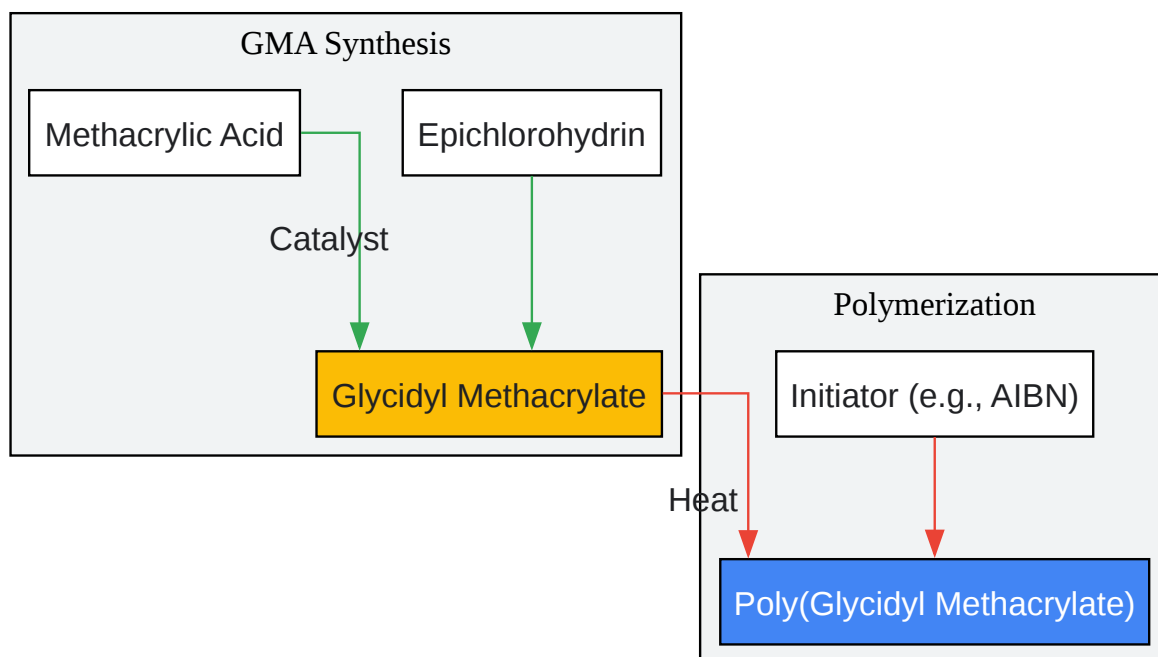 GMA Synthesis
Methacrylic Acid
Epichlorohydrin
Catalyst
Glycidyl Methacrylate
Polymerization
Initiator (e.g., AIBN)
Heat
Poly(Glycidyl Methacrylate)